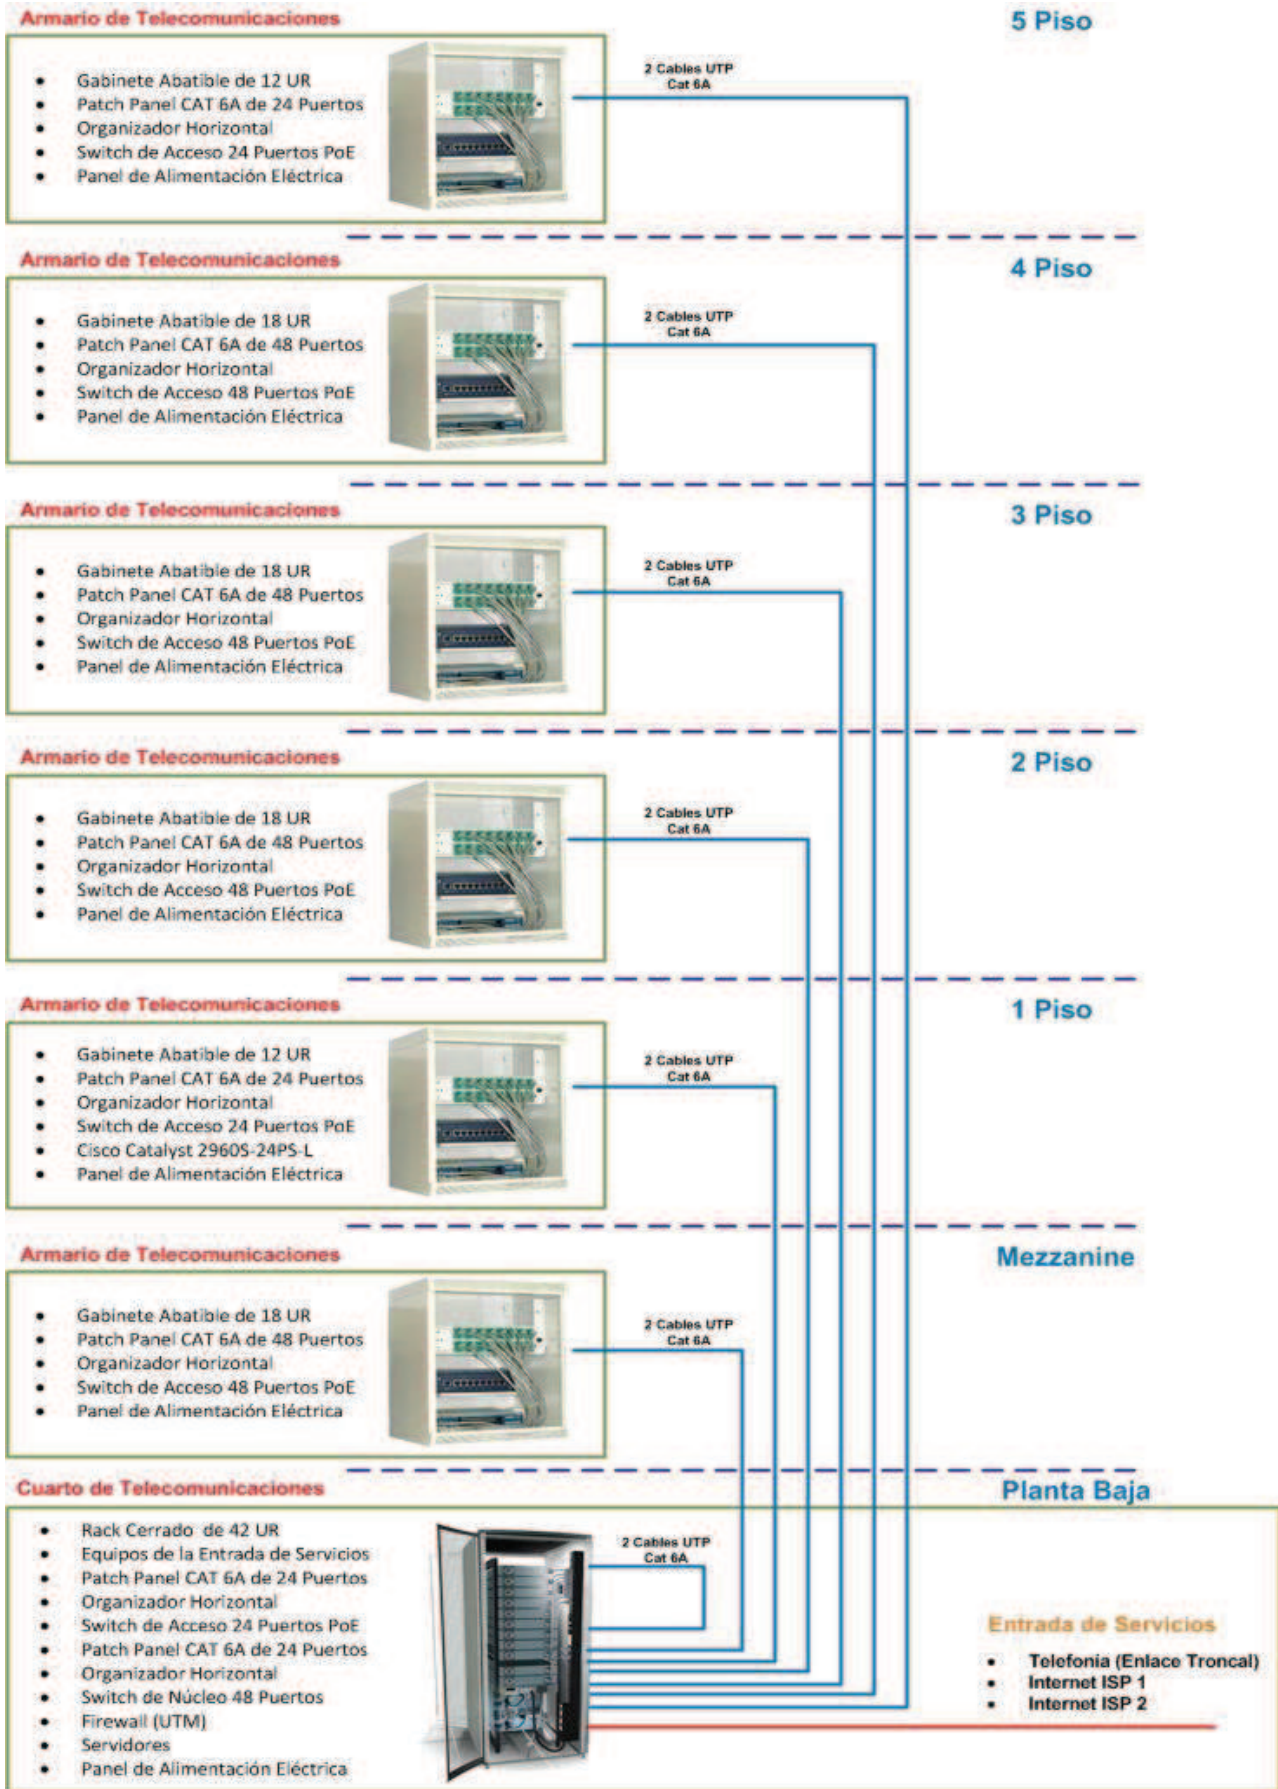 Armario de Telecomunicaciones
5 Piso
• Gabinete Abatible de 12 UR
• Patch Panel CAT 6A de 24 Puertos
• Organizador Horizontal
• Switch de Acceso 24 Puertos PoE
• Panel de Alimentación Eléctrica
2 Cables UTP
Cat 6A
Armario de Telecomunicaciones
4 Piso
• Gabinete Abatible de 18 UR
• Patch Panel CAT 6A de 48 Puertos
• Organizador Horizontal
• Switch de Acceso 48 Puertos PoE
• Panel de Alimentación Eléctrica
2 Cables UTP
Cat 6A
Armario de Telecomunicaciones
3 Piso
• Gabinete Abatible de 18 UR
• Patch Panel CAT 6A de 48 Puertos
• Organizador Horizontal
• Switch de Acceso 48 Puertos PoE
• Panel de Alimentación Eléctrica
2 Cables UTP
Cat 6A
Armario de Telecomunicaciones
2 Piso
• Gabinete Abatible de 18 UR
• Patch Panel CAT 6A de 48 Puertos
• Organizador Horizontal
• Switch de Acceso 48 Puertos PoE
• Panel de Alimentación Eléctrica
2 Cables UTP
Cat 6A
Armario de Telecomunicaciones
1 Piso
• Gabinete Abatible de 12 UR
• Patch Panel CAT 6A de 24 Puertos
• Organizador Horizontal
• Switch de Acceso 24 Puertos PoE
• Cisco Catalyst 2960S-24PS-L
• Panel de Alimentación Eléctrica
2 Cables UTP
Cat 6A
Armario de Telecomunicaciones
Mezzanine
• Gabinete Abatible de 18 UR
• Patch Panel CAT 6A de 48 Puertos
• Organizador Horizontal
• Switch de Acceso 48 Puertos PoE
• Panel de Alimentación Eléctrica
2 Cables UTP
Cat 6A
Cuarto de Telecomunicaciones
Planta Baja
• Rack Cerrado de 42 UR
• Equipos de la Entrada de Servicios
• Patch Panel CAT 6A de 24 Puertos
• Organizador Horizontal
• Switch de Acceso 24 Puertos PoE
• Patch Panel CAT 6A de 24 Puertos
• Organizador Horizontal
• Switch de Núcleo 48 Puertos
• Firewall (UTM)
• Servidores
• Panel de Alimentación Eléctrica
2 Cables UTP
Cat 6A
Entrada de Servicios
• Telefonía (Enlace Troncal)
• Internet ISP 1
• Internet ISP 2